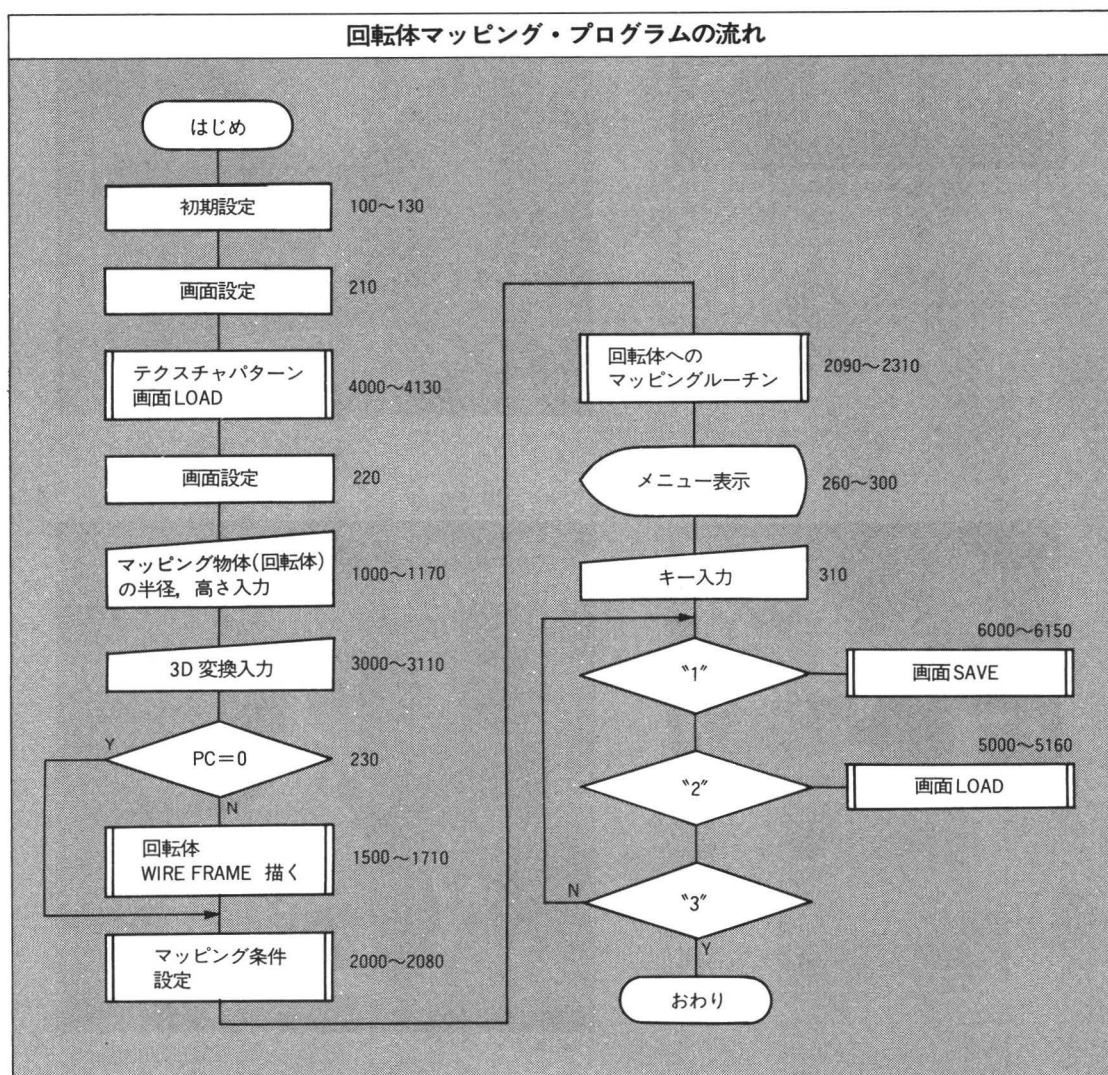 回転体マッピング・プログラムの流れ
はじめ
初期設定
100～130
画面設定
210
テクスチャパターン
画面LOAD
4000～4130
画面設定
220
マッピング物体(回転体)
の半径，高さ入力
1000～1170
3D 変換入力
3000～3110
Y
PC＝0
230
N
回転体
WIRE FRAME 描く
1500～1710
マッピング条件
設定
2000～2080
回転体への
マッピングルーチン
2090～2310
メニュー表示
260～300
キー入力
310
〝1〞
6000～6150
画面SAVE
〝2〞
5000～5160
画面LOAD
N
〝3〞
Y
おわり